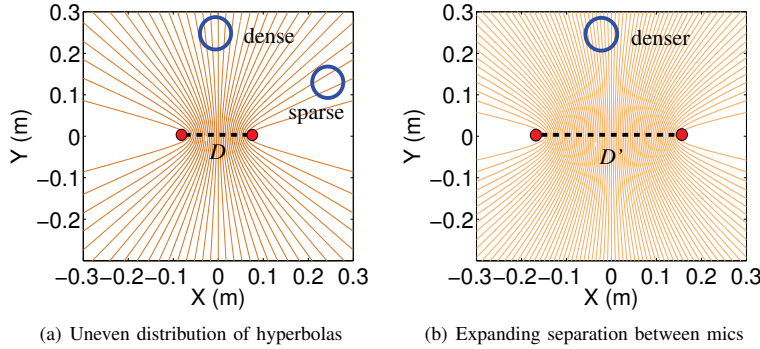 0.3
0.2
0.1
0
−0.1
−0.2
−0.3
−0.2
−0.1
0
0.1
0.2
0.3
Y (m)
X (m)
dense
sparse
D
(a) Uneven distribution of hyperbolas
0.3
0.2
0.1
0
−0.1
−0.2
−0.3
−0.2
−0.1
0
0.1
0.2
0.3
Y (m)
X (m)
denser
D'
(b) Expanding separation between mics